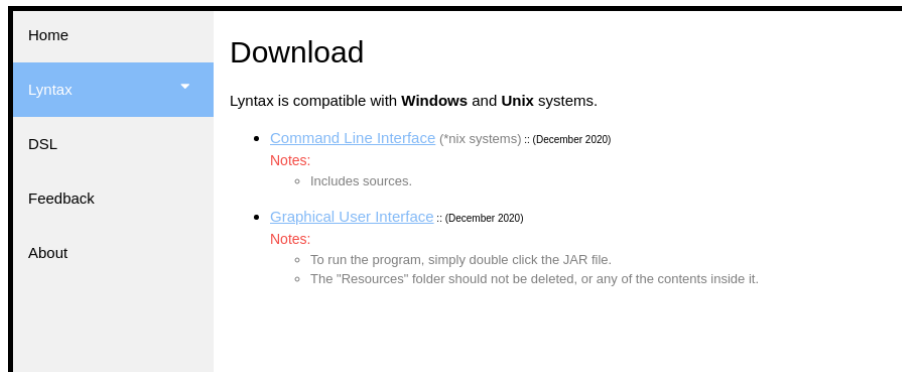 Home
Lyntax
DSL
Feedback
About
Download
Lyntax is compatible with Windows and Unix systems.
Command Line Interface (*nix systems) :: (December 2020)
Notes:
Includes sources.
Graphical User Interface :: (December 2020)
Notes:
To run the program, simply double click the JAR file.
The "Resources" folder should not be deleted, or any of the contents inside it.